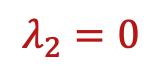 λ₂ = 0